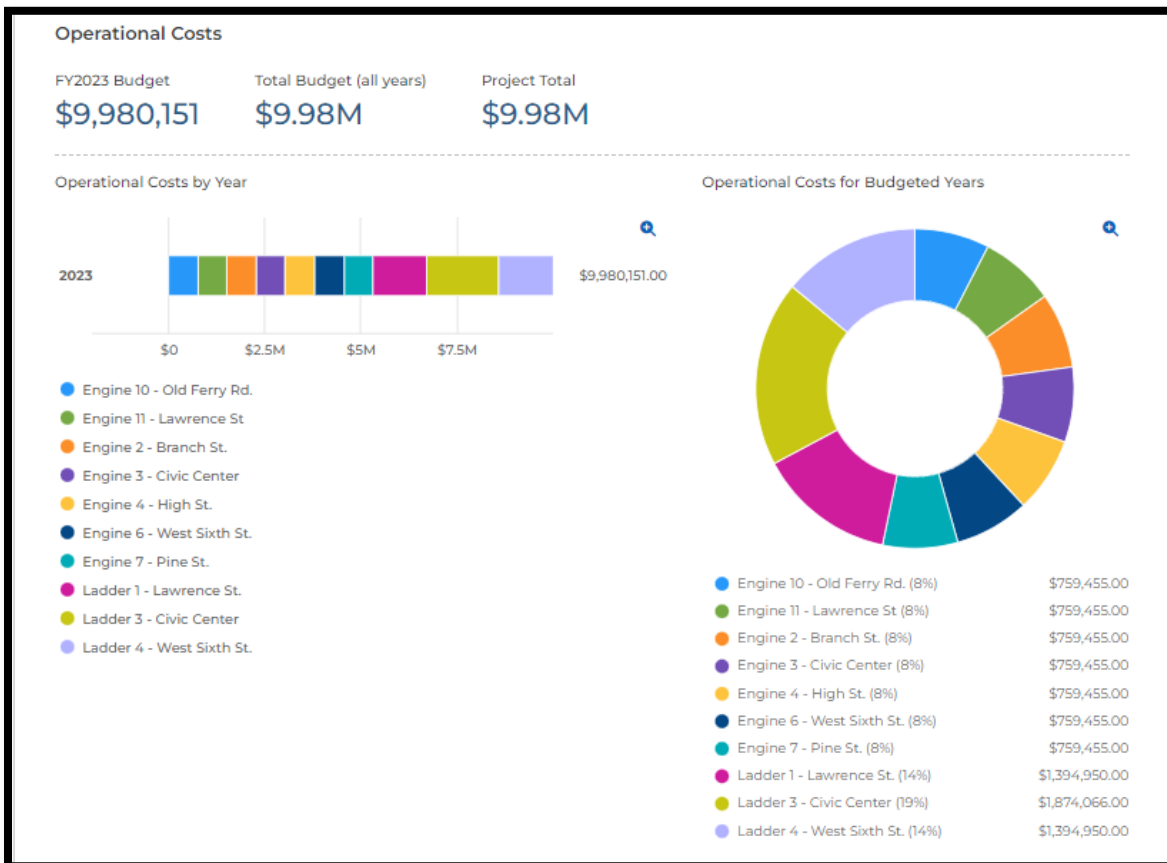 Operational Costs
FY2023 Budget
$9,980,151
Total Budget (all years)
$9.98M
Project Total
$9.98M
Operational Costs by Year
2023
$9,980,151.00
$0 $2.5M $5M $7.5M
Engine 10 - Old Ferry Rd.
Engine 11 - Lawrence St
Engine 2 - Branch St.
Engine 3 - Civic Center
Engine 4 - High St.
Engine 6 - West Sixth St.
Engine 7 - Pine St.
Ladder 1 - Lawrence St.
Ladder 3 - Civic Center
Ladder 4 - West Sixth St.
Operational Costs for Budgeted Years
Engine 10 - Old Ferry Rd. (8%) $759,455.00
Engine 11 - Lawrence St (8%) $759,455.00
Engine 2 - Branch St. (8%) $759,455.00
Engine 3 - Civic Center (8%) $759,455.00
Engine 4 - High St. (8%) $759,455.00
Engine 6 - West Sixth St. (8%) $759,455.00
Engine 7 - Pine St. (8%) $759,455.00
Ladder 1 - Lawrence St. (14%) $1,394,950.00
Ladder 3 - Civic Center (19%) $1,874,066.00
Ladder 4 - West Sixth St. (14%) $1,394,950.00